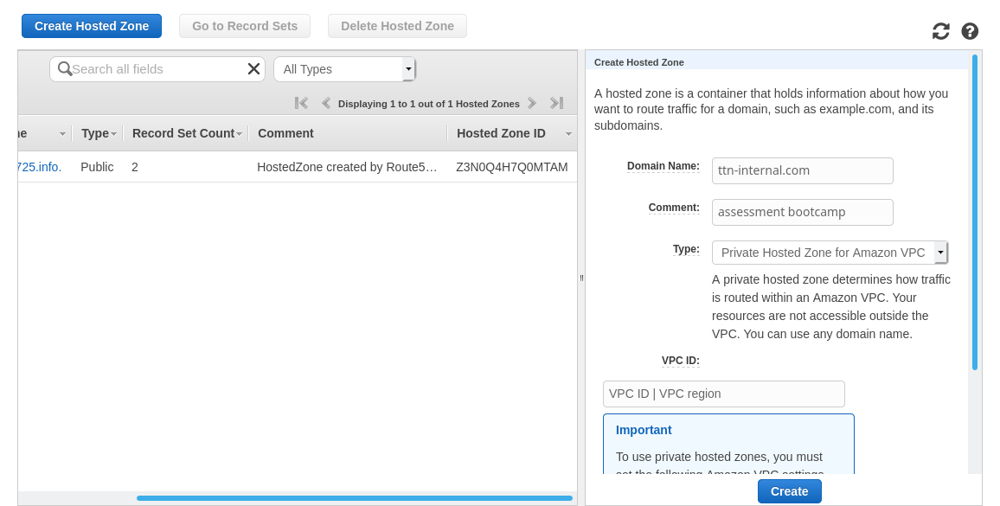 Create Hosted Zone
Go to Record Sets
Delete Hosted Zone
Search all fields
All Types
Displaying 1 to 1 out of 1 Hosted Zones
Type
Record Set Count
Comment
Hosted Zone ID
725.info.
Public
2
HostedZone created by Route5…
Z3N0Q4H7Q0MTAM
Create Hosted Zone
A hosted zone is a container that holds information about how you
want to route traffic for a domain, such as example.com, and its
subdomains.
Domain Name:
ttn-internal.com
Comment:
assessment bootcamp
Type:
Private Hosted Zone for Amazon VPC
A private hosted zone determines how traffic
is routed within an Amazon VPC. Your
resources are not accessible outside the
VPC. You can use any domain name.
VPC ID:
VPC ID | VPC region
Important
To use private hosted zones, you must
set the following Amazon VPC settings
Create